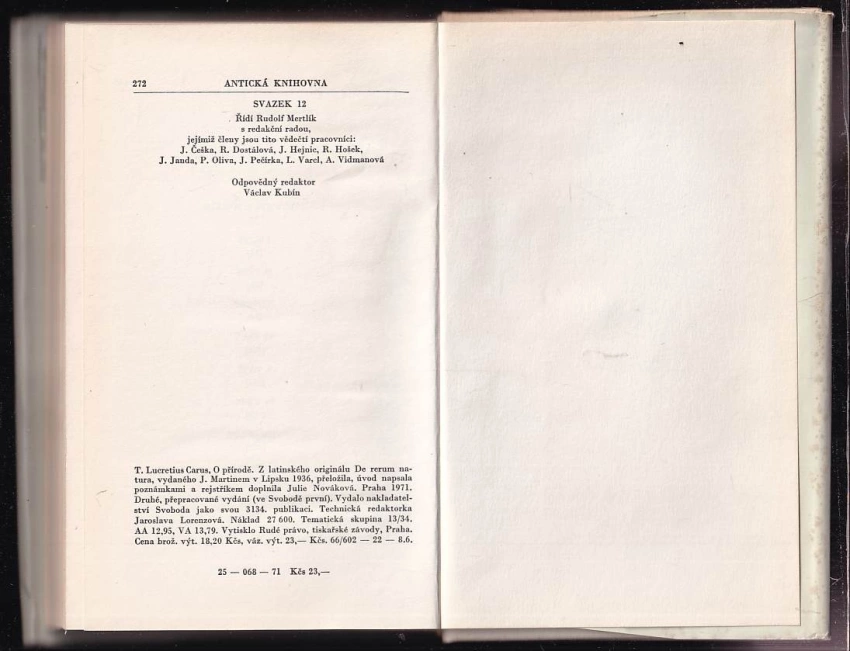 272 ANTICKÁ KNIHOVNA
SVAZEK 12
Řídí Rudolf Mertlík
s redakční radou,
jejímiž členy jsou tito vědečtí pracovníci:
J. Češka, R. Dostálová, J. Hejnic, R. Hošek,
J. Janda, P. Oliva, J. Pečírka, L. Varcl, A. Vidmanová
Odpovědný redaktor
Václav Kubín
T. Lucretius Carus, O přírodě. Z latinského originálu De rerum na-
tura, vydaného J. Martinem v Lipsku 1936, přeložila, úvod napsala
poznámkami a rejstříkem doplnila Julie Nováková. Praha 1971.
Druhé, přepracované vydání (ve Svobodě první). Vydalo nakladatel-
ství Svoboda jako svou 3134. publikaci. Technická redaktorka
Jaroslava Lorenzová. Náklad 27 600. Tematická skupina 13/34.
AA 12,95, VA 13,79. Vytisklo Rudé právo, tiskařské závody, Praha.
Cena brož. výt. 18,20 Kčs, váz. výt. 23,— Kčs. 66/602 — 22 — 8.6.
25 — 068 — 71 Kčs 23,—